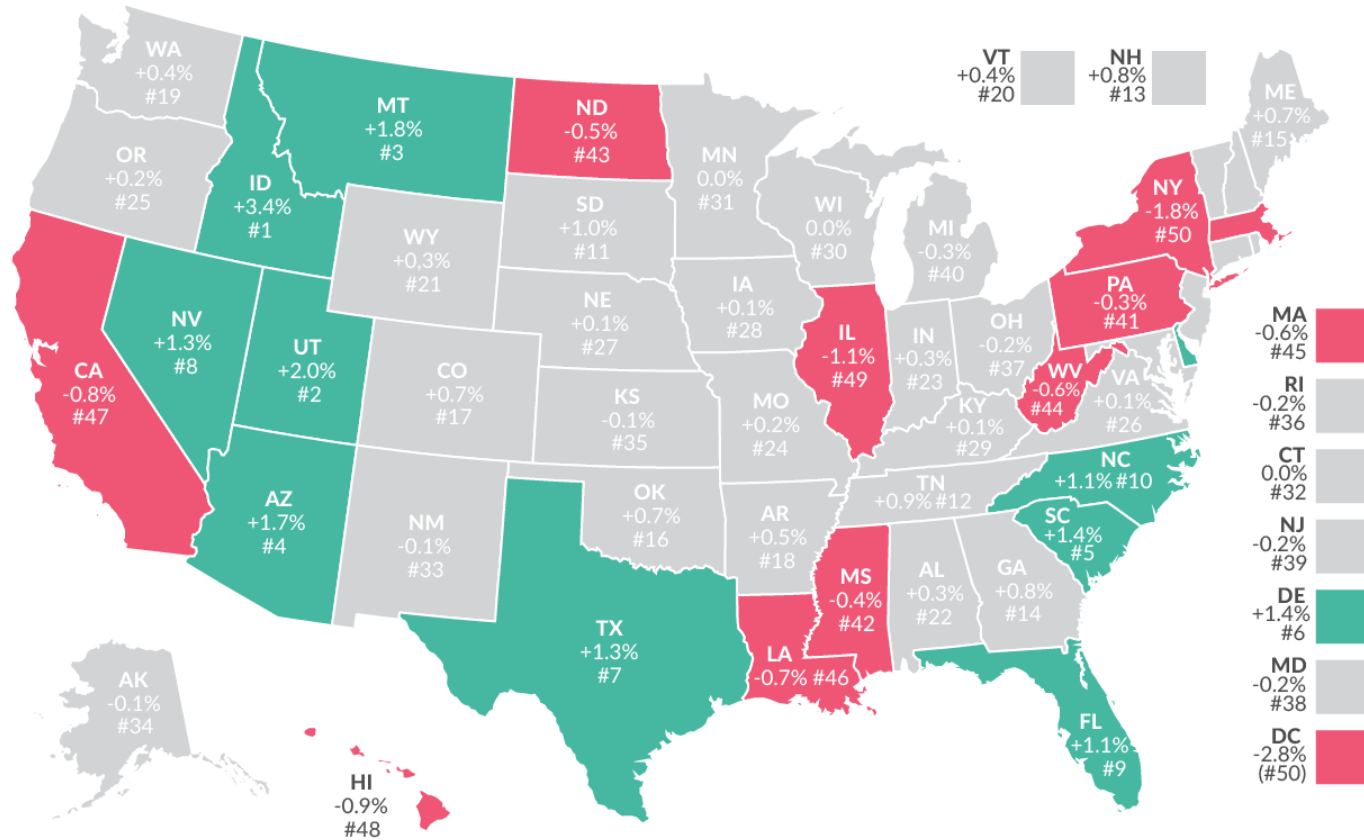 WA
+0.4%
#19
OR
+0.2%
#25
CA
-0.8%
#47
NV
+1.3%
#8
ID
+3.4%
#1
MT
+1.8%
#3
WY
+0,3%
#21
UT
+2.0%
#2
AZ
+1.7%
#4
CO
+0.7%
#17
NM
-0.1%
#33
ND
-0.5%
#43
SD
+1.0%
#11
NE
+0.1%
#27
KS
-0.1%
#35
OK
+0.7%
#16
TX
+1.3%
#7
MN
0.0%
#31
IA
+0.1%
#28
MO
+0.2%
#24
AR
+0.5%
#18
LA
-0.7% #46
WI
0.0%
#30
IL
-1.1%
#49
MI
-0.3%
#40
IN
+0.3%
#23
OH
-0.2%
#37
KY
+0.1%
#29
TN
+0.9% #12
MS
-0.4%
#42
AL
+0.3%
#22
GA
+0.8%
#14
FL
+1.1%
#9
SC
+1.4%
#5
NC
+1.1% #10
VA
+0.1%
#26
WV
-0.6%
#44
PA
-0.3%
#41
NY
-1.8%
#50
ME
+0.7%
#15
VT
+0.4%
#20
NH
+0.8%
#13
MA
-0.6%
#45
RI
-0.2%
#36
CT
0.0%
#32
NJ
-0.2%
#39
DE
+1.4%
#6
MD
-0.2%
#38
DC
-2.8%
(#50)
AK
-0.1%
#34
HI
-0.9%
#48